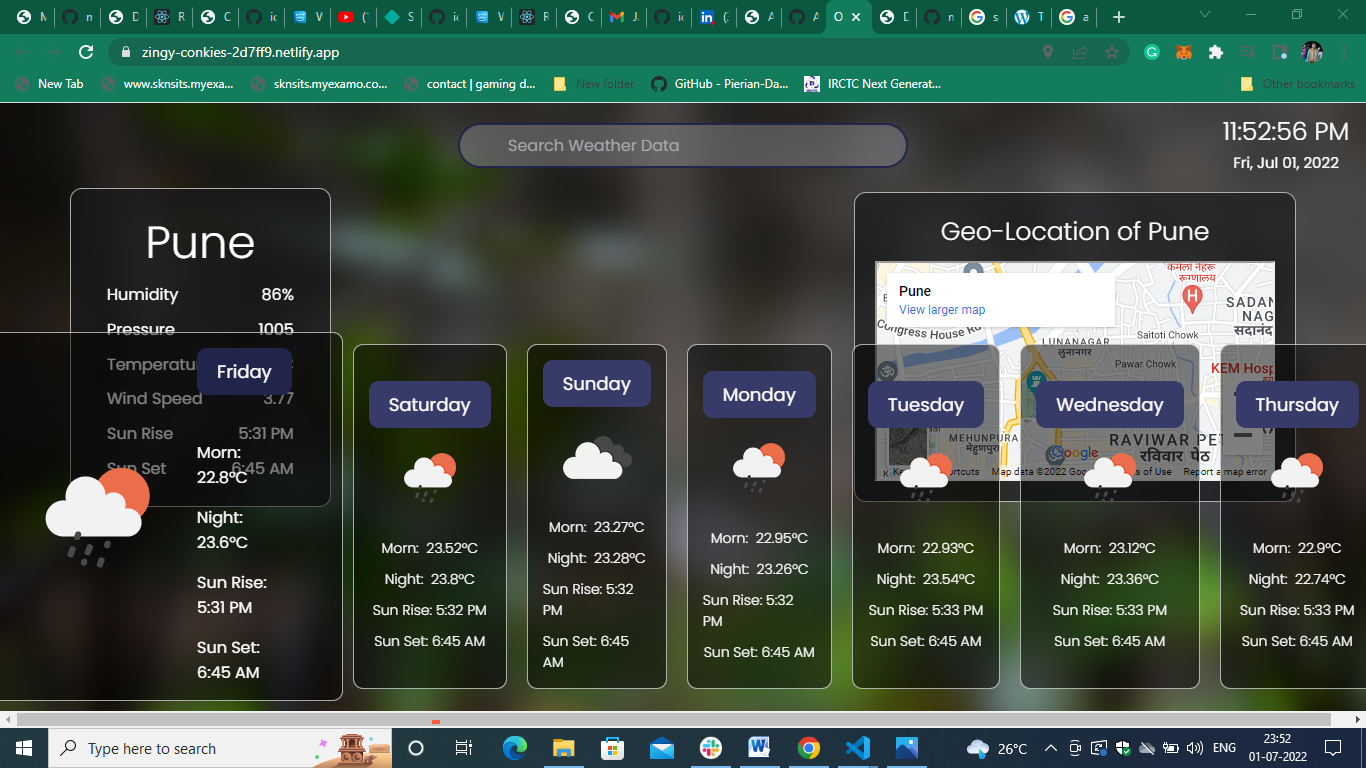 zingy-conkies-2d7ff9.netlify.app
New Tab
www.sknsits.myexa...
sknsits.myexamo.co...
contact | gaming d...
New folder
GitHub - Pierian-Da...
IRCTC Next Generat...
Other bookmarks
Search Weather Data
11:52:56 PM
Fri, Jul 01, 2022
Pune
Humidity 86%
Pressure 1005
Wind Speed 3.77
Sun Rise 5:31 PM
Sun Set 6:45 AM
Geo-Location of Pune
Pune
View larger map
कमला नेहरू
रुग्णालय
Congress House
SADAN
NAG
सदानंद
Saitoti Chowk
LUNANAGAR
लुनानगर
Pawar Chowk
KEM Hosp
MEHUNPURA
मेहुणपुरा
RAVIWAR PET
रविवार पेठ
Google
Map data ©2022
Report a map error
Friday
Morn:
22.8°C
Night:
23.6°C
Sun Rise:
5:31 PM
Sun Set:
6:45 AM
Saturday
Morn: 23.52°C
Night: 23.8°C
Sun Rise: 5:32 PM
Sun Set: 6:45 AM
Sunday
Morn: 23.27°C
Night: 23.28°C
Sun Rise: 5:32
PM
Sun Set: 6:45
AM
Monday
Morn: 22.95°C
Night: 23.26°C
Sun Rise: 5:32
PM
Sun Set: 6:45 AM
Tuesday
Morn: 22.93°C
Night: 23.54°C
Sun Rise: 5:33 PM
Sun Set: 6:45 AM
Wednesday
Morn: 23.12°C
Night: 23.36°C
Sun Rise: 5:33 PM
Sun Set: 6:45 AM
Thursday
Morn: 22.9°C
Night: 22.74°C
Sun Rise: 5:33 PM
Sun Set: 6:45 AM
Type here to search
26°C
ENG
23:52
01-07-2022